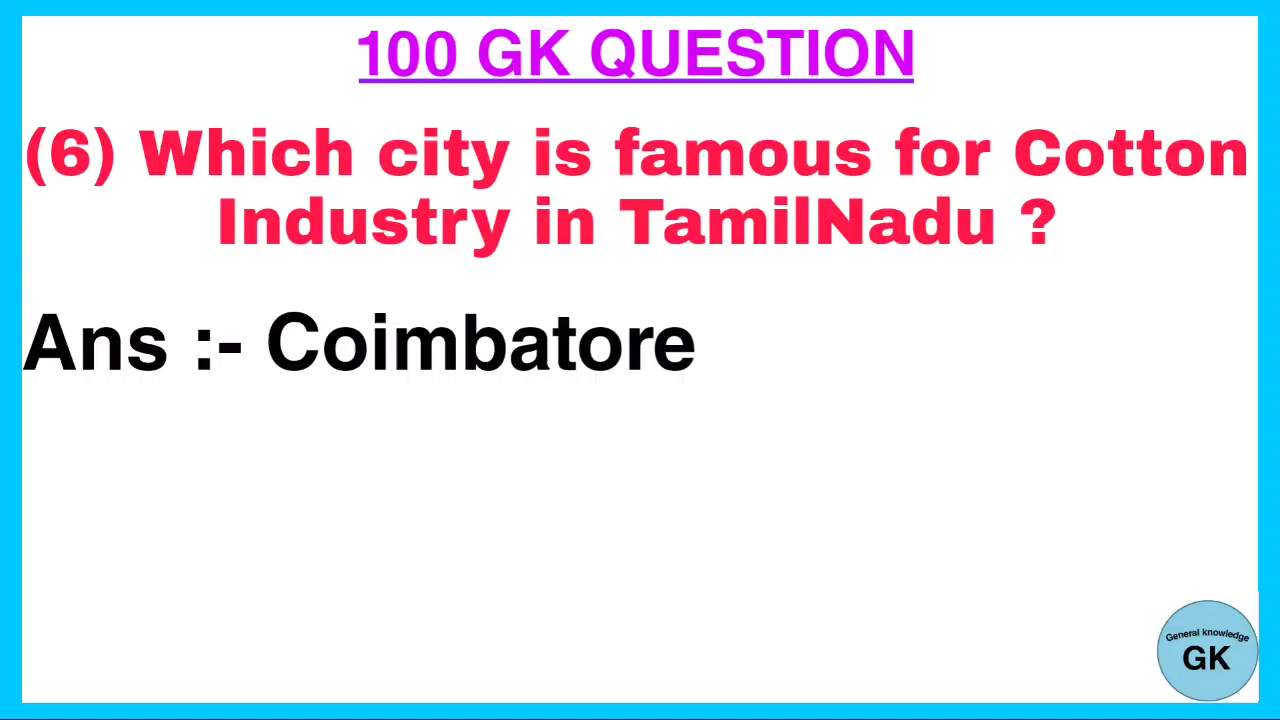 100 GK QUESTION
(6) Which city is famous for Cotton
Industry in TamilNadu ?
Ans :- Coimbatore
General knowledge
GK